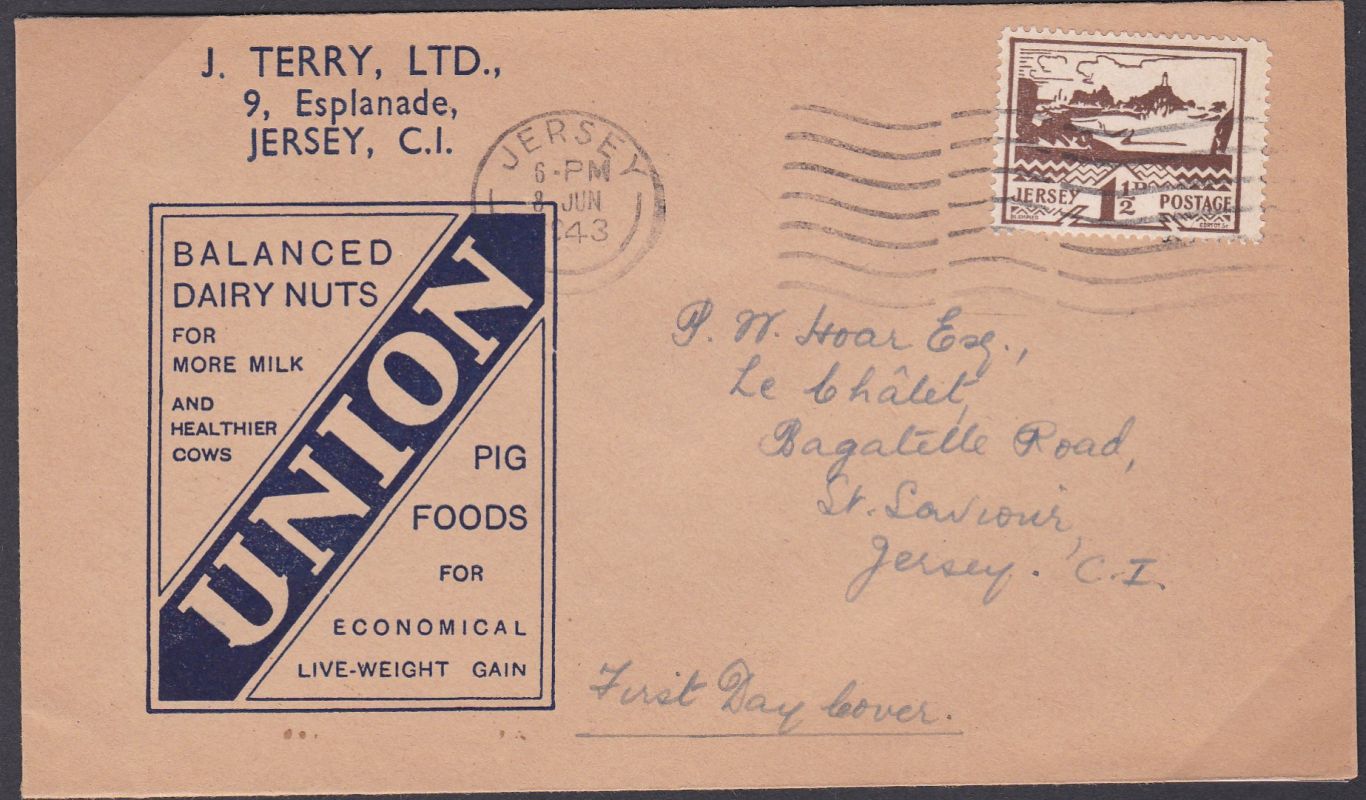 J. TERRY, LTD.,
9, Esplanade,
JERSEY, C.I.
JERSEY
6-PM
8 JUN
43
JERSEY 1½D POSTAGE
BALANCED
DAIRY NUTS
FOR
MORE MILK
AND
HEALTHIER
COWS
UNION
PIG
FOODS
FOR
ECONOMICAL
LIVE-WEIGHT GAIN
P. W. Hoar Esq.,
Le Châlet,
Bagatelle Road,
St. Saviour,
Jersey. C.I.
First Day Cover.